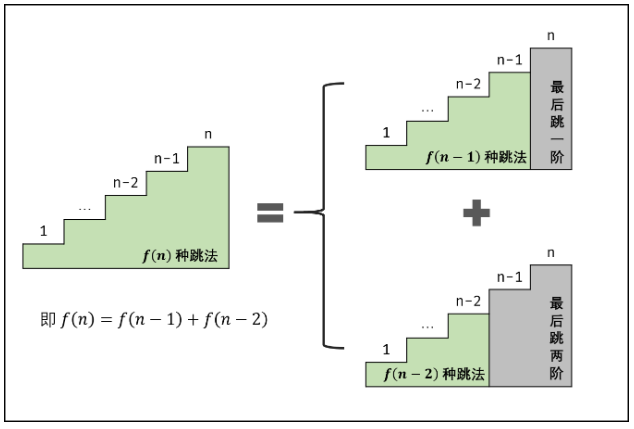 1
...
n-2
n-1
n
f(n) 种跳法
即 f(n) = f(n − 1) + f(n − 2)
1
...
n-2
n-1
n
f(n − 1) 种跳法
最后跳一阶
1
...
n-2
n-1
n
f(n − 2) 种跳法
最后跳两阶